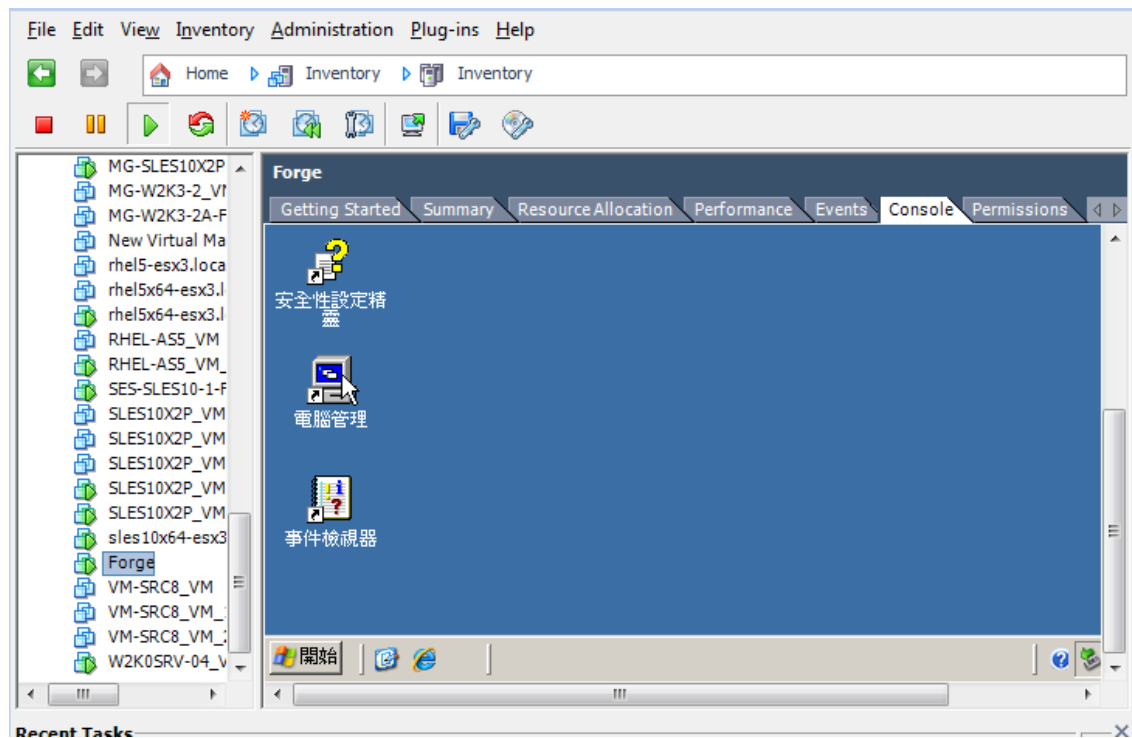 File Edit View Inventory Administration Plug-ins Help
Home Inventory Inventory
MG-SLES10X2P
MG-W2K3-2_VM
MG-W2K3-2A-F
New Virtual Ma
rhel5-esx3.loca
rhel5x64-esx3.l
rhel5x64-esx3.l
RHEL-AS5_VM
RHEL-AS5_VM_
SES-SLES10-1-F
SLES10X2P_VM
SLES10X2P_VM
SLES10X2P_VM
SLES10X2P_VM
SLES10X2P_VM
sles10x64-esx3
Forge
VM-SRC8_VM
VM-SRC8_VM_
VM-SRC8_VM_2
W2K0SRV-04_V
Forge
Getting Started Summary Resource Allocation Performance Events Console Permissions
安全性設定精
靈
電腦管理
事件檢視器
開始
Recent Tasks